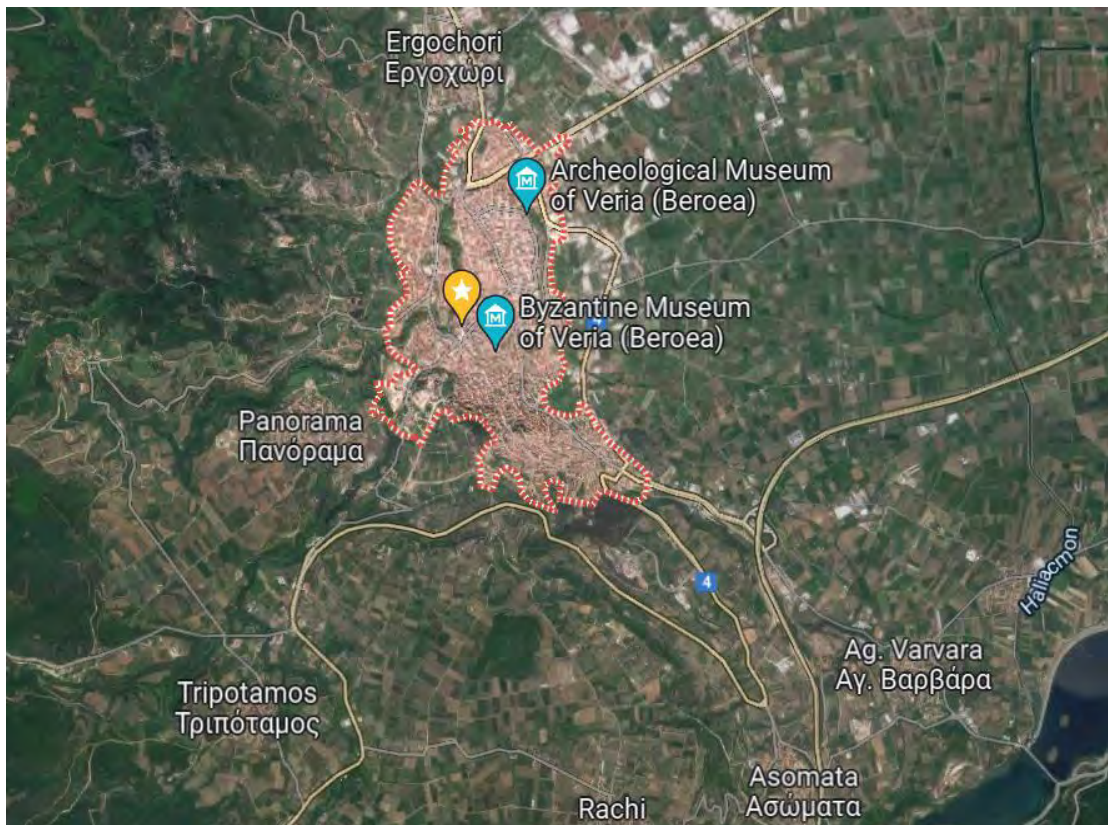 Ergochori
Εργοχώρι
Archeological Museum
of Veria (Beroea)
Byzantine Museum
of Veria (Beroea)
Panorama
Πανόραμα
4
Haliacmon
Ag. Varvara
Αγ. Βαρβάρα
Tripotamos
Τριπόταμος
Asomata
Ασώματα
Rachi